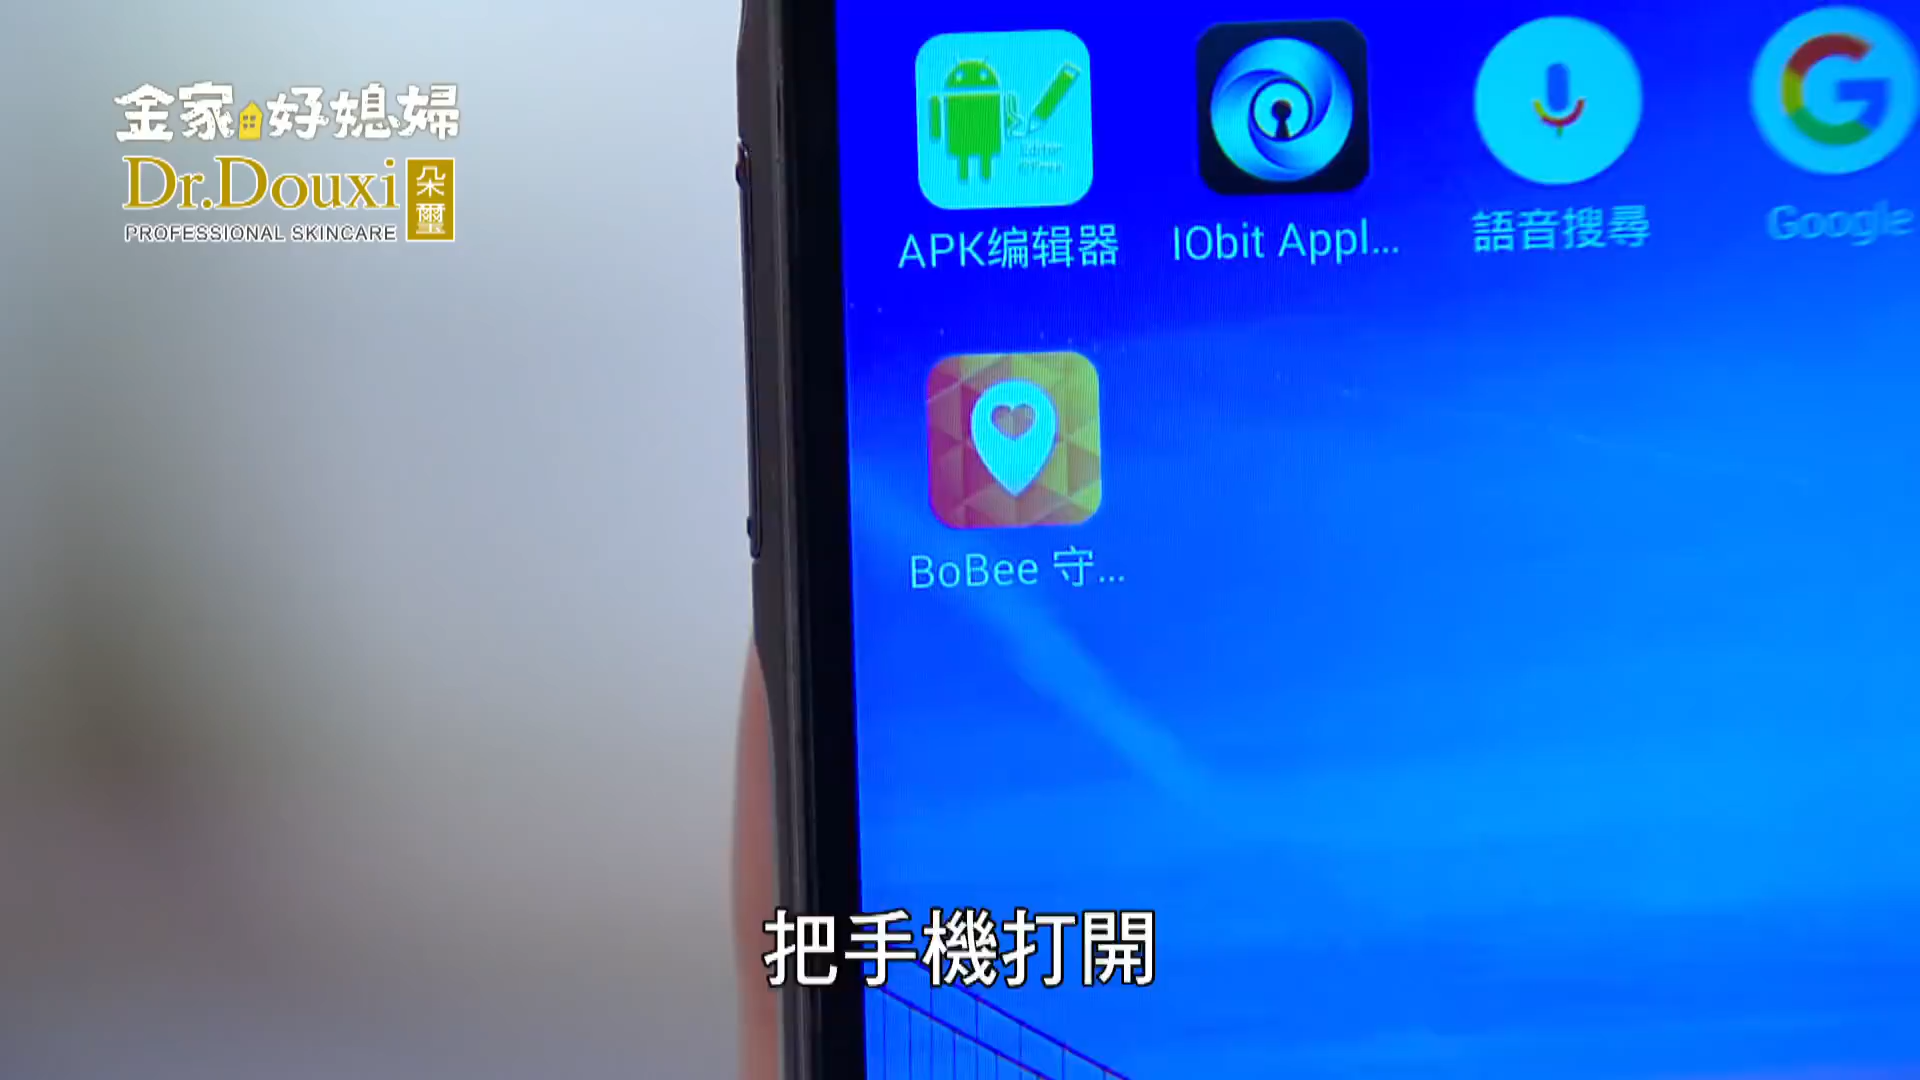 金家好媳婦
Dr.Douxi 朵璽
PROFESSIONAL SKINCARE
APK编辑器
IObit Appl...
語音搜尋
Google
BoBee 守...
把手機打開